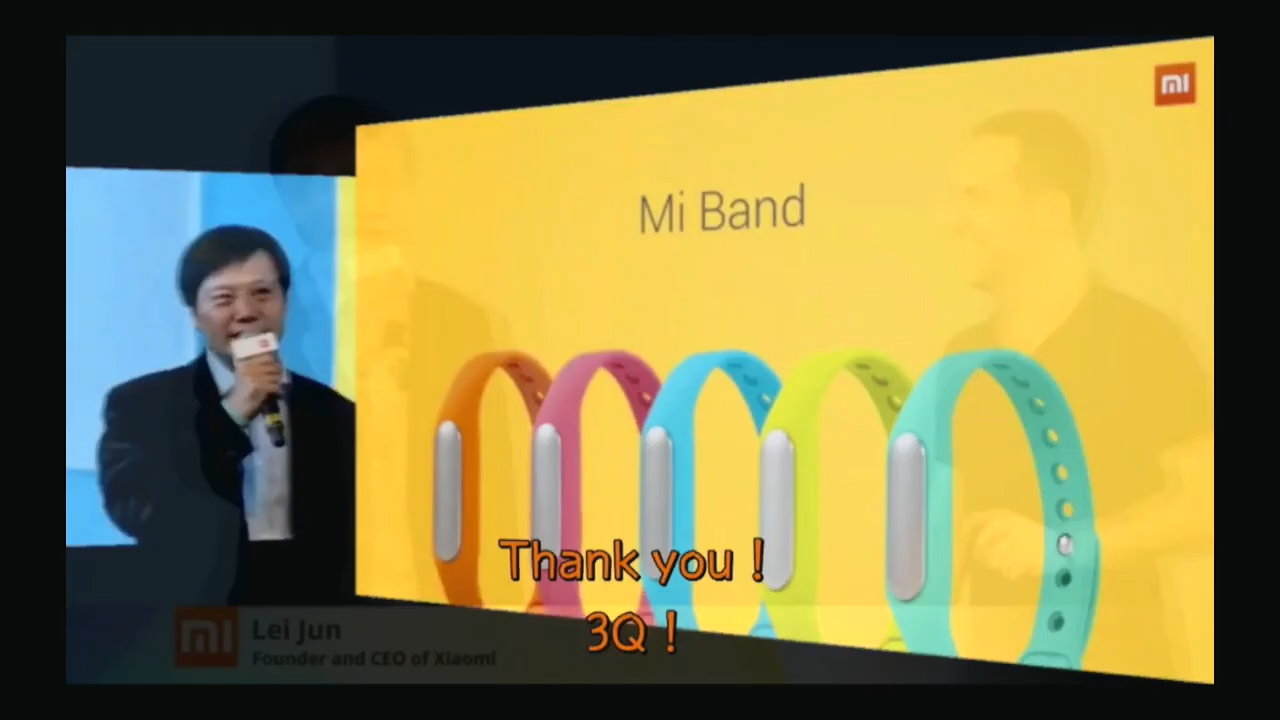 mi
Mi Band
Thank you !
3Q !
mi
Lei Jun
Founder and CEO of Xiaomi